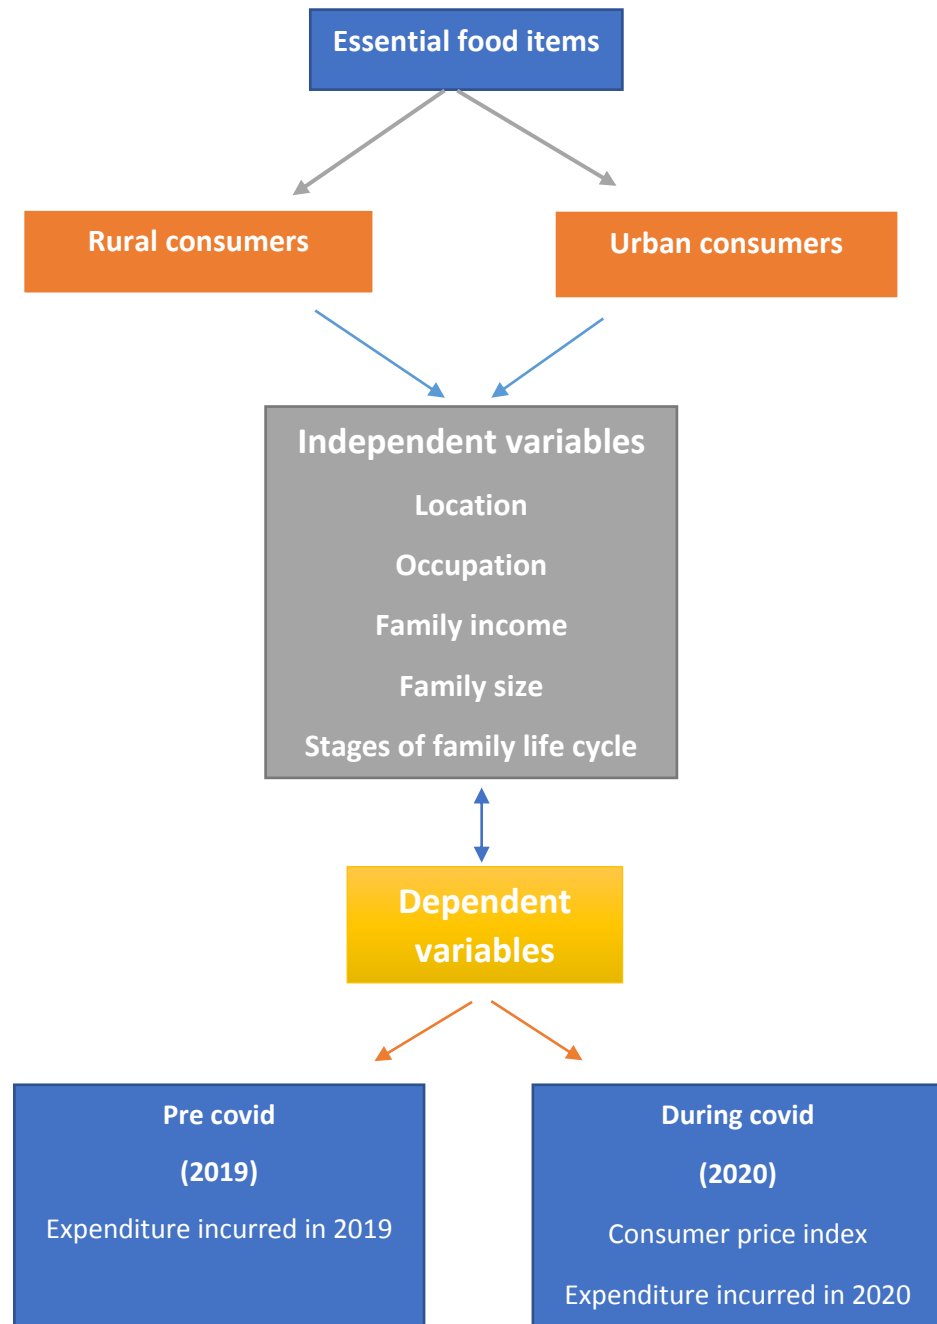 Essential food items
Rural consumers
Urban consumers
Independent variables
Location
Occupation
Family income
Family size
Stages of family life cycle
Dependent
variables
Pre covid
(2019)
Expenditure incurred in 2019
During covid
(2020)
Consumer price index
Expenditure incurred in 2020